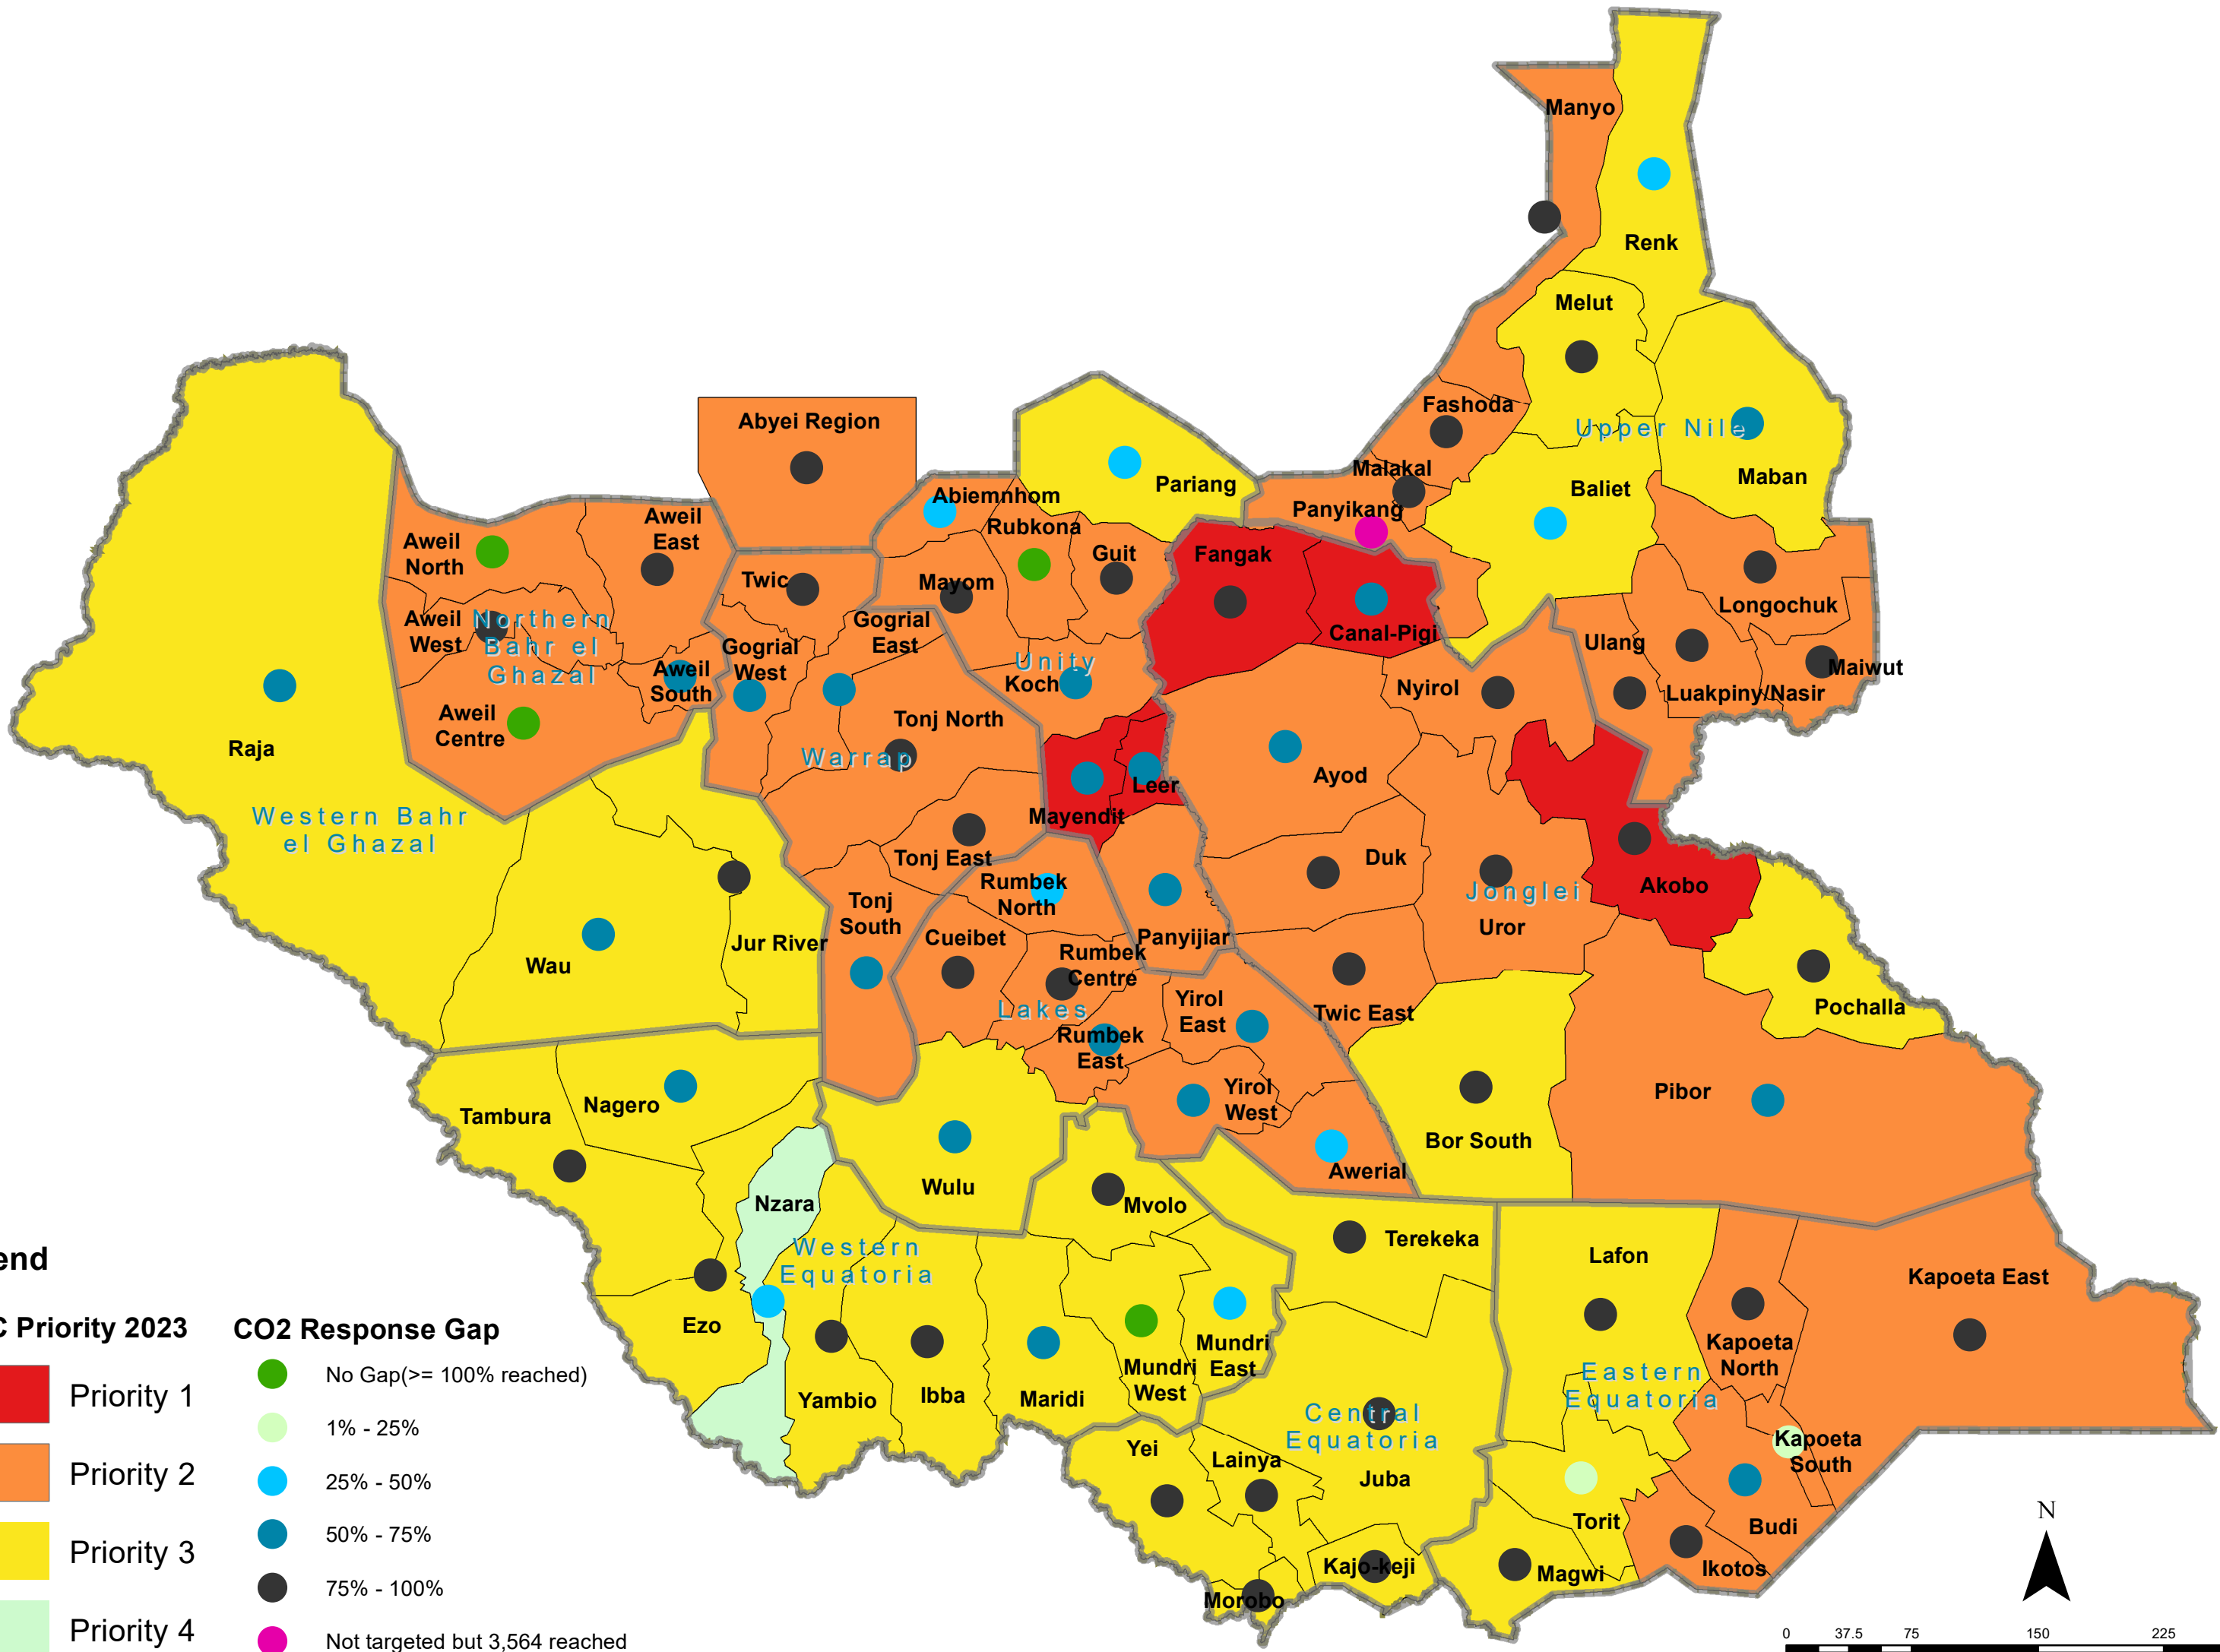 Manyo
Renk
Melut
Fashoda
Upper Nile
Malakal
Maban
Baliet
Panyikang
Pariang
Abyei Region
Abiemnhom
Rubkona
Guit
Fangak
Canal-Pigi
Longochuk
Ulang
Maiwut
Luakpiny/Nasir
Nyirol
Aweil
North
Aweil
East
Aweil
West
Northern
Bahr el
Ghazal
Aweil
South
Aweil
Centre
Twic
Mayom
Gogrial
East
Gogrial
West
Unity
Koch
Tonj North
Warrap
Raja
Western Bahr
el Ghazal
Leer
Mayendit
Ayod
Tonj East
Duk
Akobo
Jonglei
Uror
Rumbek
North
Tonj
South
Cueibet
Panyijiar
Rumbek
Centre
Jur River
Wau
Lakes
Yirol
East
Twic East
Pochalla
Rumbek
East
Yirol
West
Pibor
Bor South
Awerial
Tambura
Nagero
Nzara
Wulu
Mvolo
Terekeka
Lafon
Kapoeta East
Western
Equatoria
Ezo
Yambio
Ibba
Maridi
Mundri
West
Mundri
East
Kapoeta
North
Eastern
Equatoria
Central
Equatoria
Juba
Yei
Lainya
Kapoeta
South
Torit
Budi
Ikotos
Magwi
Kajo-keji
Morobo
end
C Priority 2023
Priority 1
Priority 2
Priority 3
Priority 4
CO2 Response Gap
No Gap(>= 100% reached)
1% - 25%
25% - 50%
50% - 75%
75% - 100%
Not targeted but 3,564 reached
N
0 37.5 75 150 225